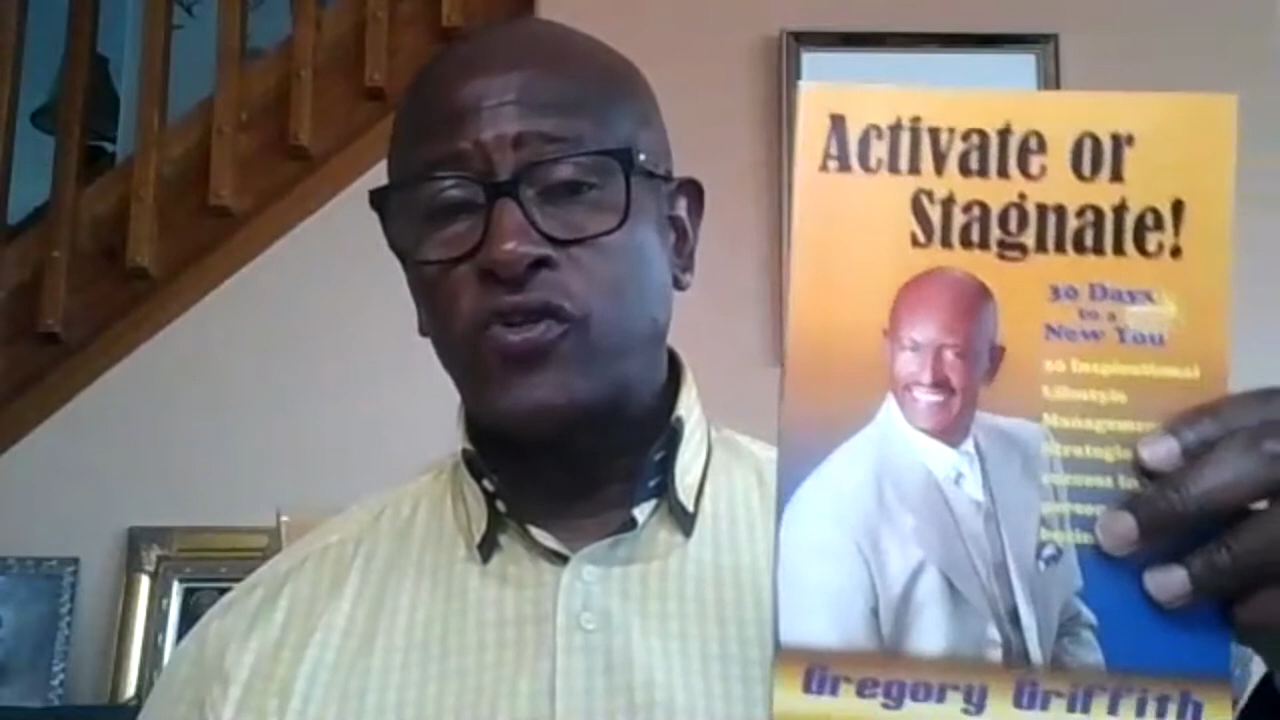 Activate or
Stagnate!
30 Days
to a
New You
30 Inspirational
Lifestyle
Gregory Griffith